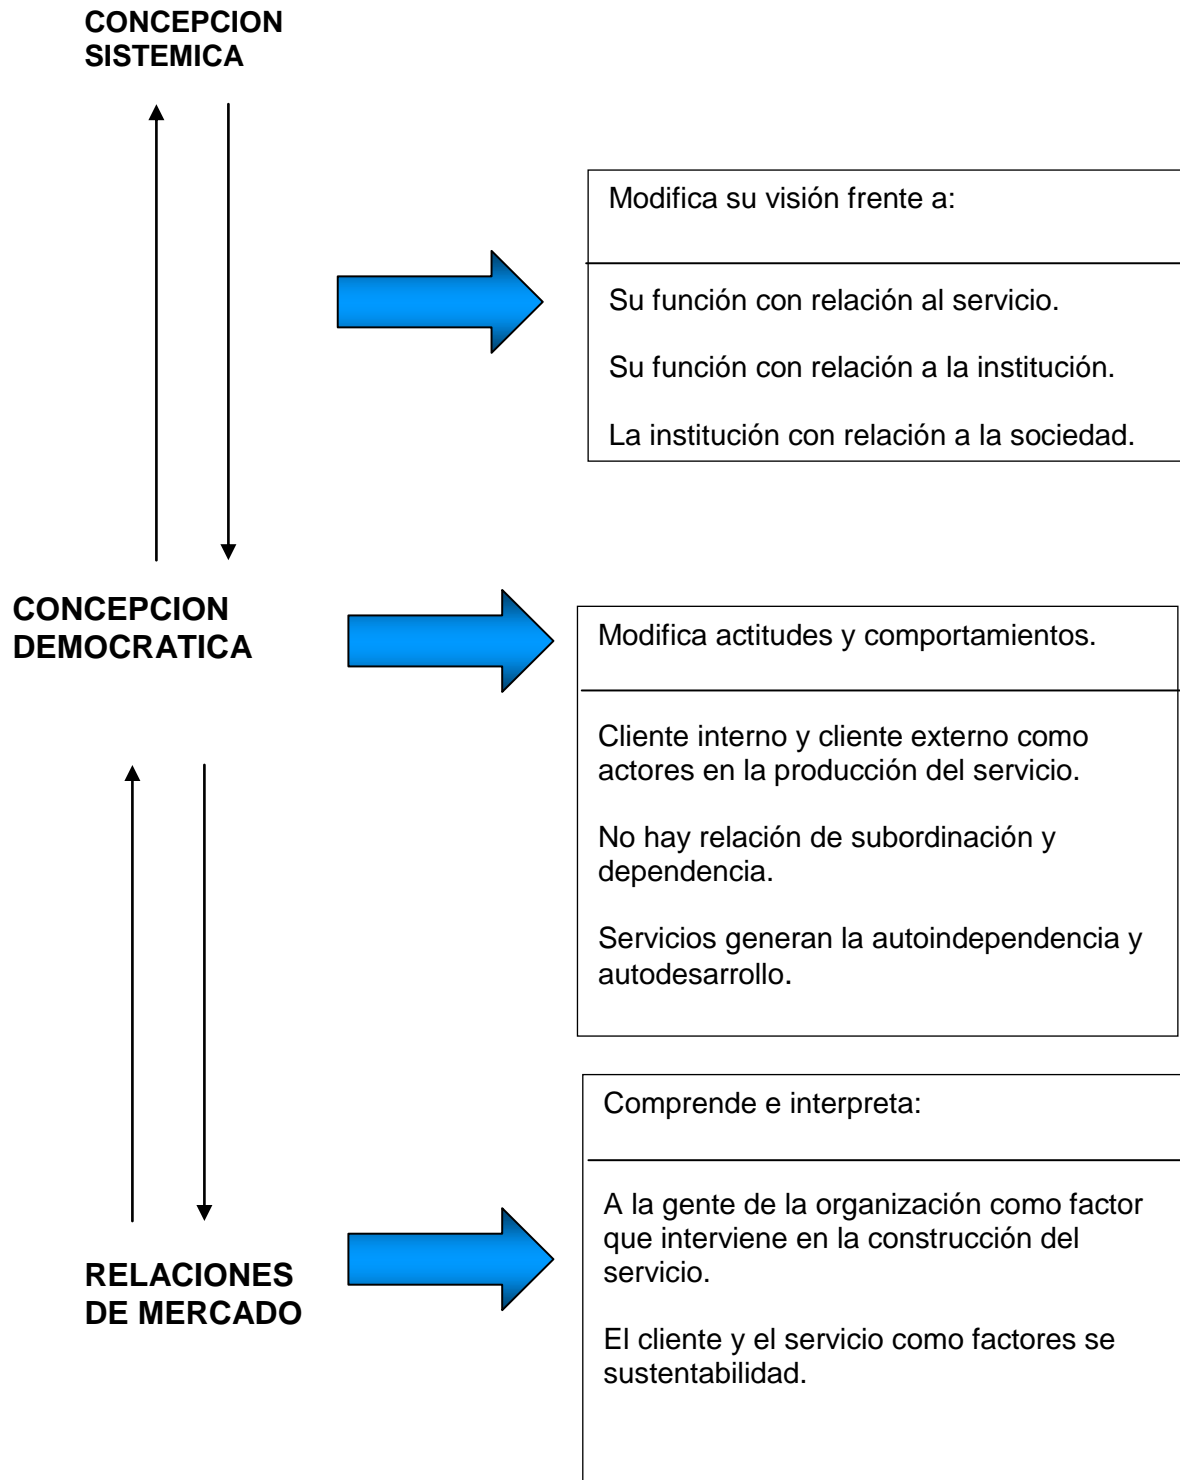 CONCEPCION
SISTEMICA
Modifica su visión frente a:
Su función con relación al servicio.
Su función con relación a la institución.
La institución con relación a la sociedad.
CONCEPCION
DEMOCRATICA
Modifica actitudes y comportamientos.
Cliente interno y cliente externo como
actores en la producción del servicio.
No hay relación de subordinación y
dependencia.
Servicios generan la autoindependencia y
autodesarrollo.
RELACIONES
DE MERCADO
Comprende e interpreta:
A la gente de la organización como factor
que interviene en la construcción del
servicio.
El cliente y el servicio como factores se
sustentabilidad.